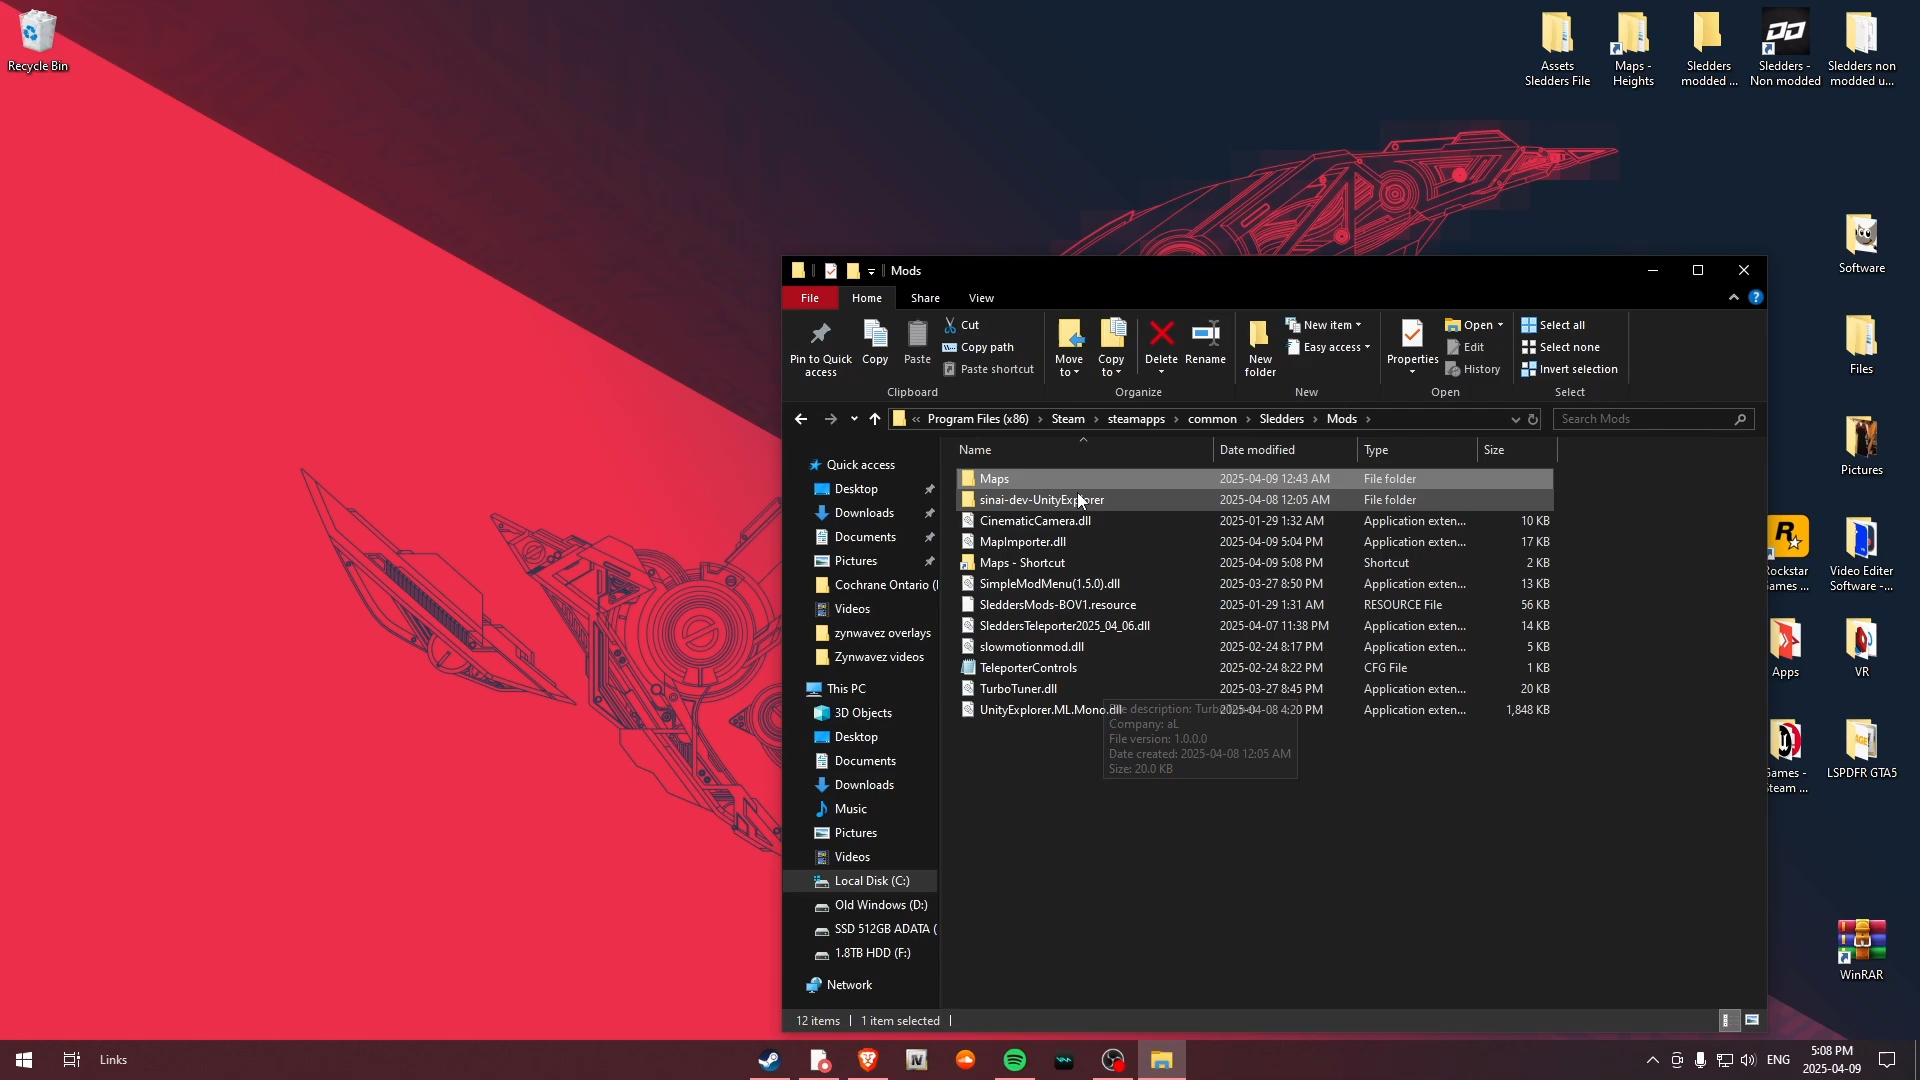 Recycle Bin
Assets
Sledders File
Maps -
Heights
Sledders
modded ...
Sledders -
Non modded
Sledders non
modded u...
Software
Files
Pictures
Video Editer
Software -...
VR
Apps
LSPDFR GTA5
WinRAR
Mods
File
Home
Share
View
Pin to Quick
access
Copy
Paste
Cut
Copy path
Paste shortcut
Clipboard
Move
to
Copy
to
Delete
Rename
Organize
New
folder
New item
Easy access
New
Properties
Open
Edit
History
Open
Select all
Select none
Invert selection
Select
« Program Files (x86) › Steam › steamapps › common › Sledders › Mods ›
Search Mods
Name Date modified Type Size
Quick access
Desktop
Downloads
Documents
Pictures
Cochrane Ontario (
Videos
zynwavez overlays
Zynwavez videos
This PC
3D Objects
Desktop
Documents
Downloads
Music
Pictures
Videos
Local Disk (C:)
Old Windows (D:)
SSD 512GB ADATA (
1.8TB HDD (F:)
Network
Maps 2025-04-09 12:43 AM File folder
sinai-dev-UnityExplorer 2025-04-08 12:05 AM File folder
CinematicCamera.dll 2025-01-29 1:32 AM Application exten... 10 KB
MapImporter.dll 2025-04-09 5:04 PM Application exten... 17 KB
Maps - Shortcut 2025-04-09 5:08 PM Shortcut 2 KB
SimpleModMenu(1.5.0).dll 2025-03-27 8:50 PM Application exten... 13 KB
SleddersMods-BOV1.resource 2025-01-29 1:31 AM RESOURCE File 56 KB
SleddersTeleporter2025_04_06.dll 2025-04-07 11:38 PM Application exten... 14 KB
slowmotionmod.dll 2025-02-24 8:17 PM Application exten... 5 KB
TeleporterControls 2025-02-24 8:22 PM CFG File 1 KB
TurboTuner.dll 2025-03-27 8:45 PM Application exten... 20 KB
UnityExplorer.ML.Mono.dll 2025-04-08 4:20 PM Application exten... 1,848 KB
description:
Company: aL
File version: 1.0.0.0
Date created: 2025-04-08 12:05 AM
Size: 20.0 KB
12 items
1 item selected
Links
ENG
5:08 PM
2025-04-09